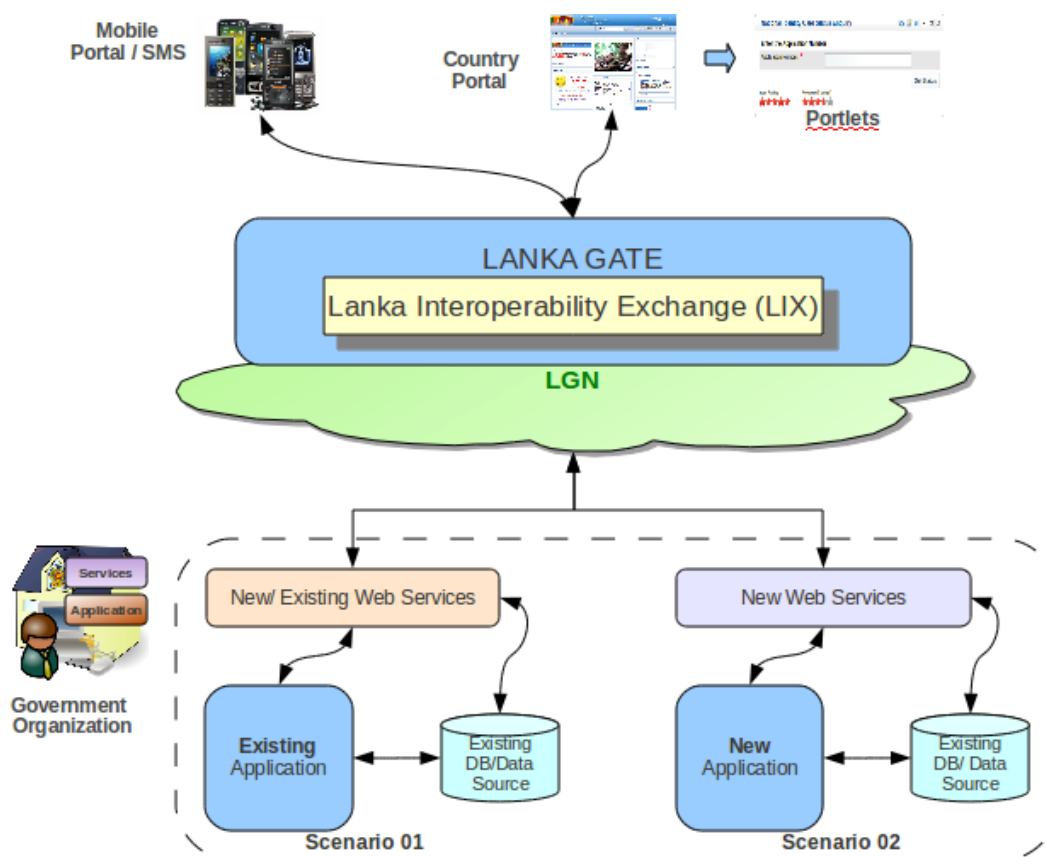 Mobile
Portal / SMS
Country
Portal
Portlets
LANKA GATE
Lanka Interoperability Exchange (LIX)
LGN
Services
Application
Government
Organization
New/ Existing Web Services
New Web Services
Existing
Application
Existing
DB/Data
Source
New
Application
Existing
DB/ Data
Source
Scenario 01
Scenario 02